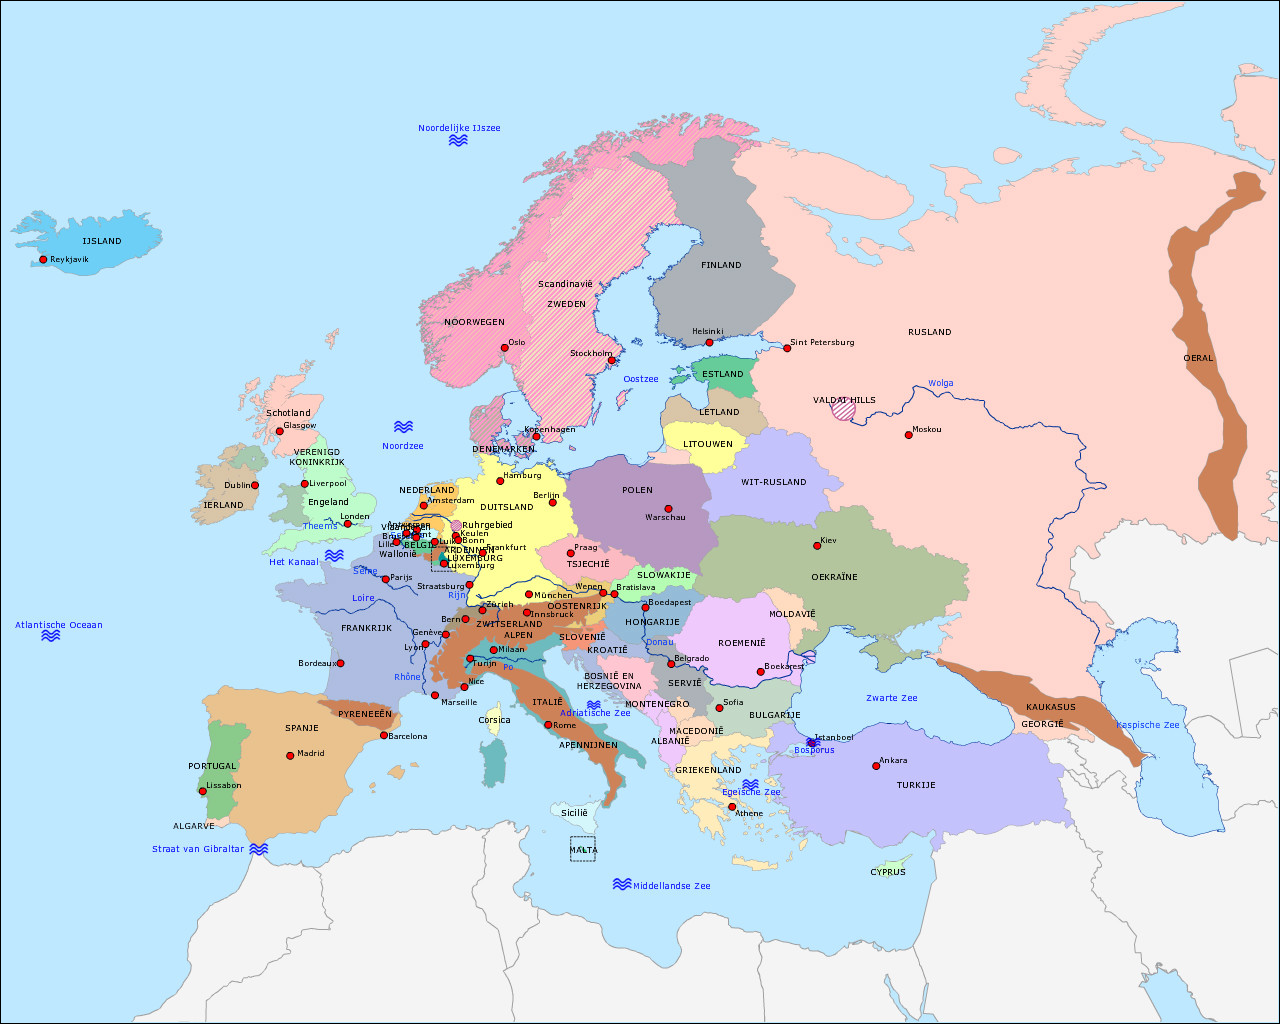 Noordelijke IJszee
IJSLAND
Reykjavik
FINLAND
Scandinavië
ZWEDEN
NOORWEGEN
Oslo
Stockholm
Helsinki
Sint Petersburg
RUSLAND
OERAL
Oostzee
ESTLAND
Wolga
VALDAI HILLS
LETLAND
Moskou
LITOUWEN
Schotland
Glasgow
Noordzee
Kopenhagen
DENEMARKEN
VERENIGD
KONINKRIJK
Hamburg
Dublin
Liverpool
NEDERLAND
Amsterdam
Berlijn
POLEN
WIT-RUSLAND
IERLAND
Engeland
DUITSLAND
Warschau
Londen
Theems
Antwerpen
Vlaanderen
Gent
Ruhrgebied
Keulen
Brussel
Lille
BELGIË
Luik
Bonn
Wallonië
ARDENNEN
Frankfurt
LUXEMBURG
Luxemburg
Praag
TSJECHIË
Kiev
OEKRAÏNE
Het Kanaal
Seine
Parijs
Straatsburg
SLOWAKIJE
Wenen
Bratislava
Loire
Rijn
München
Zürich
OOSTENRIJK
Boedapest
Innsbruck
MOLDAVIË
Atlantische Oceaan
FRANKRIJK
Bern
ZWITSERLAND
HONGARIJE
Genève
ALPEN
SLOVENIË
Donau
ROEMENIË
Lyon
Milaan
KROATIË
Bordeaux
Turijn
Po
Belgrado
Boekarest
Rhône
Nice
BOSNIË EN
HERZEGOVINA
SERVIË
Marseille
ITALIË
MONTENEGRO
Sofia
Zwarte Zee
KAUKASUS
PYRENEEËN
Corsica
Adriatische Zee
BULGARIJE
GEORGIË
Kaspische Zee
SPANJE
Rome
MACEDONIË
Barcelona
ALBANIË
Istanboel
APENNIJNEN
Bosporus
Madrid
PORTUGAL
GRIEKENLAND
Ankara
TURKIJE
Lissabon
Egeïsche Zee
Sicilië
Athene
ALGARVE
Straat van Gibraltar
MALTA
CYPRUS
Middellandse Zee